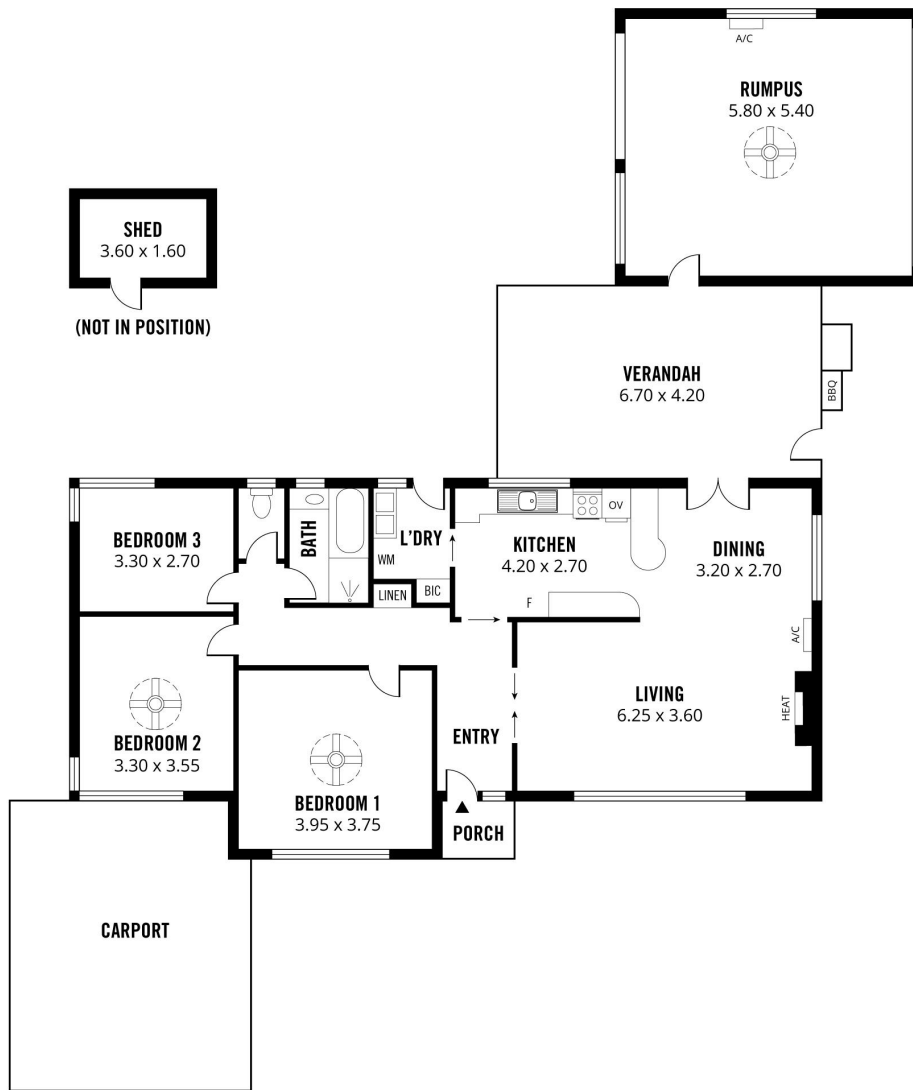 A/C
RUMPUS
5.80 x 5.40
SHED
3.60 x 1.60
(NOT IN POSITION)
VERANDAH
6.70 x 4.20
BBQ
BEDROOM 3
3.30 x 2.70
BATH
L'DRY
WM
LINEN
BIC
KITCHEN
4.20 x 2.70
OV
F
DINING
3.20 x 2.70
A/C
HEAT
LIVING
6.25 x 3.60
BEDROOM 2
3.30 x 3.55
BEDROOM 1
3.95 x 3.75
ENTRY
PORCH
CARPORT